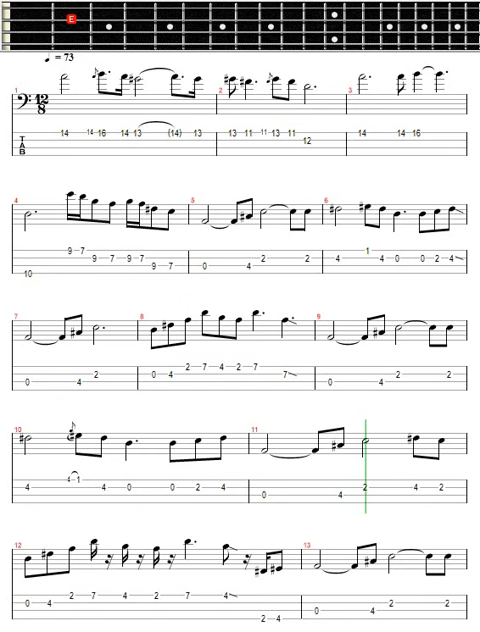 E
♩. = 73
1 2 3
12
8
14 14 16 14 13 (14) 13 13 11 11 13 11 12 14 14 16
T
A
B
4 5 6
9 7 9 7 9 7 9 7 10 0 4 2 2 4 1 4 0 0 2 4
7 8 9
0 4 2 0 4 2 7 4 2 7 7 0 4 2 2
10 11
4 4 1 4 0 0 2 4 0 4 2 4 2
12 13
0 4 2 7 4 2 7 4 2 4 0 4 2 2